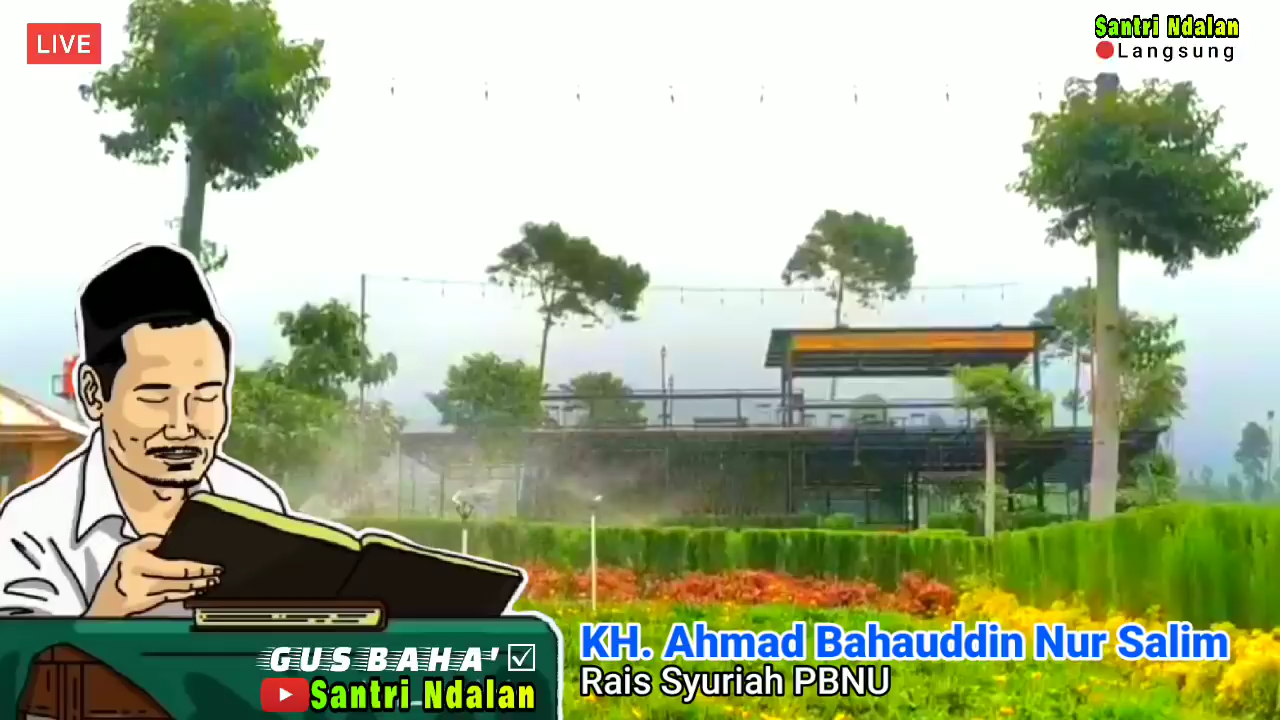 LIVE
Santri Ndalan
Langsung
GUS BAHA'
Santri Ndalan
KH. Ahmad Bahauddin Nur Salim
Rais Syuriah PBNU